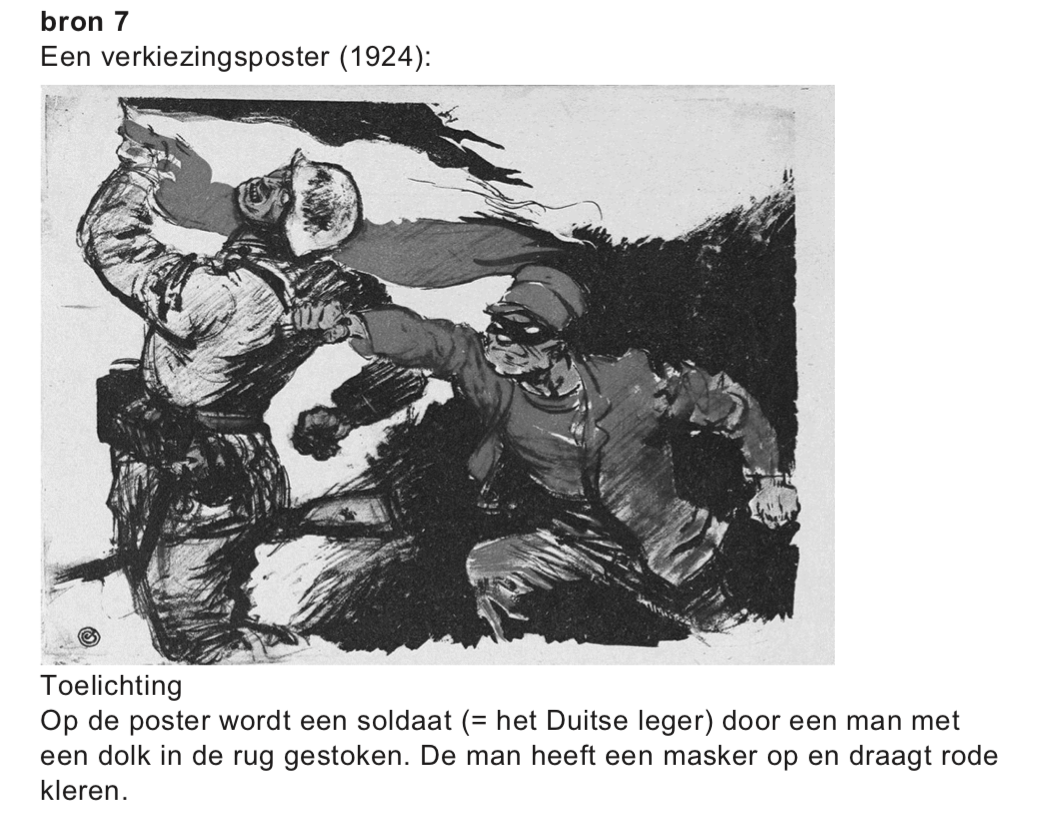 bron 7
Een verkiezingsposter (1924):
Toelichting
Op de poster wordt een soldaat (= het Duitse leger) door een man met
een dolk in de rug gestoken. De man heeft een masker op en draagt rode
kleren.